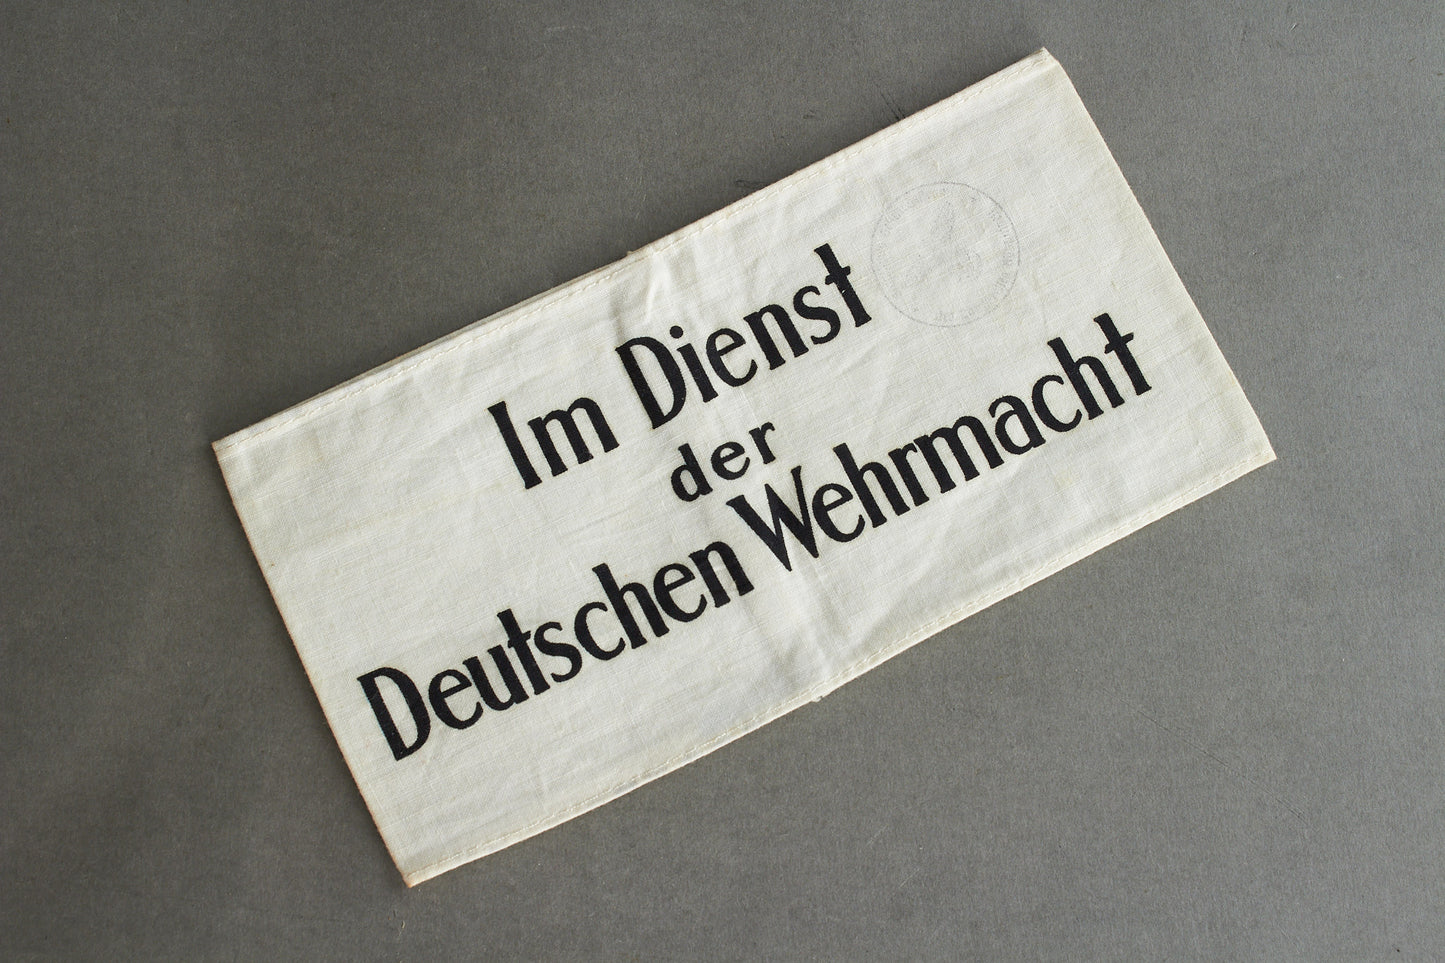 Im Dienst
der
Deutschen Wehrmacht